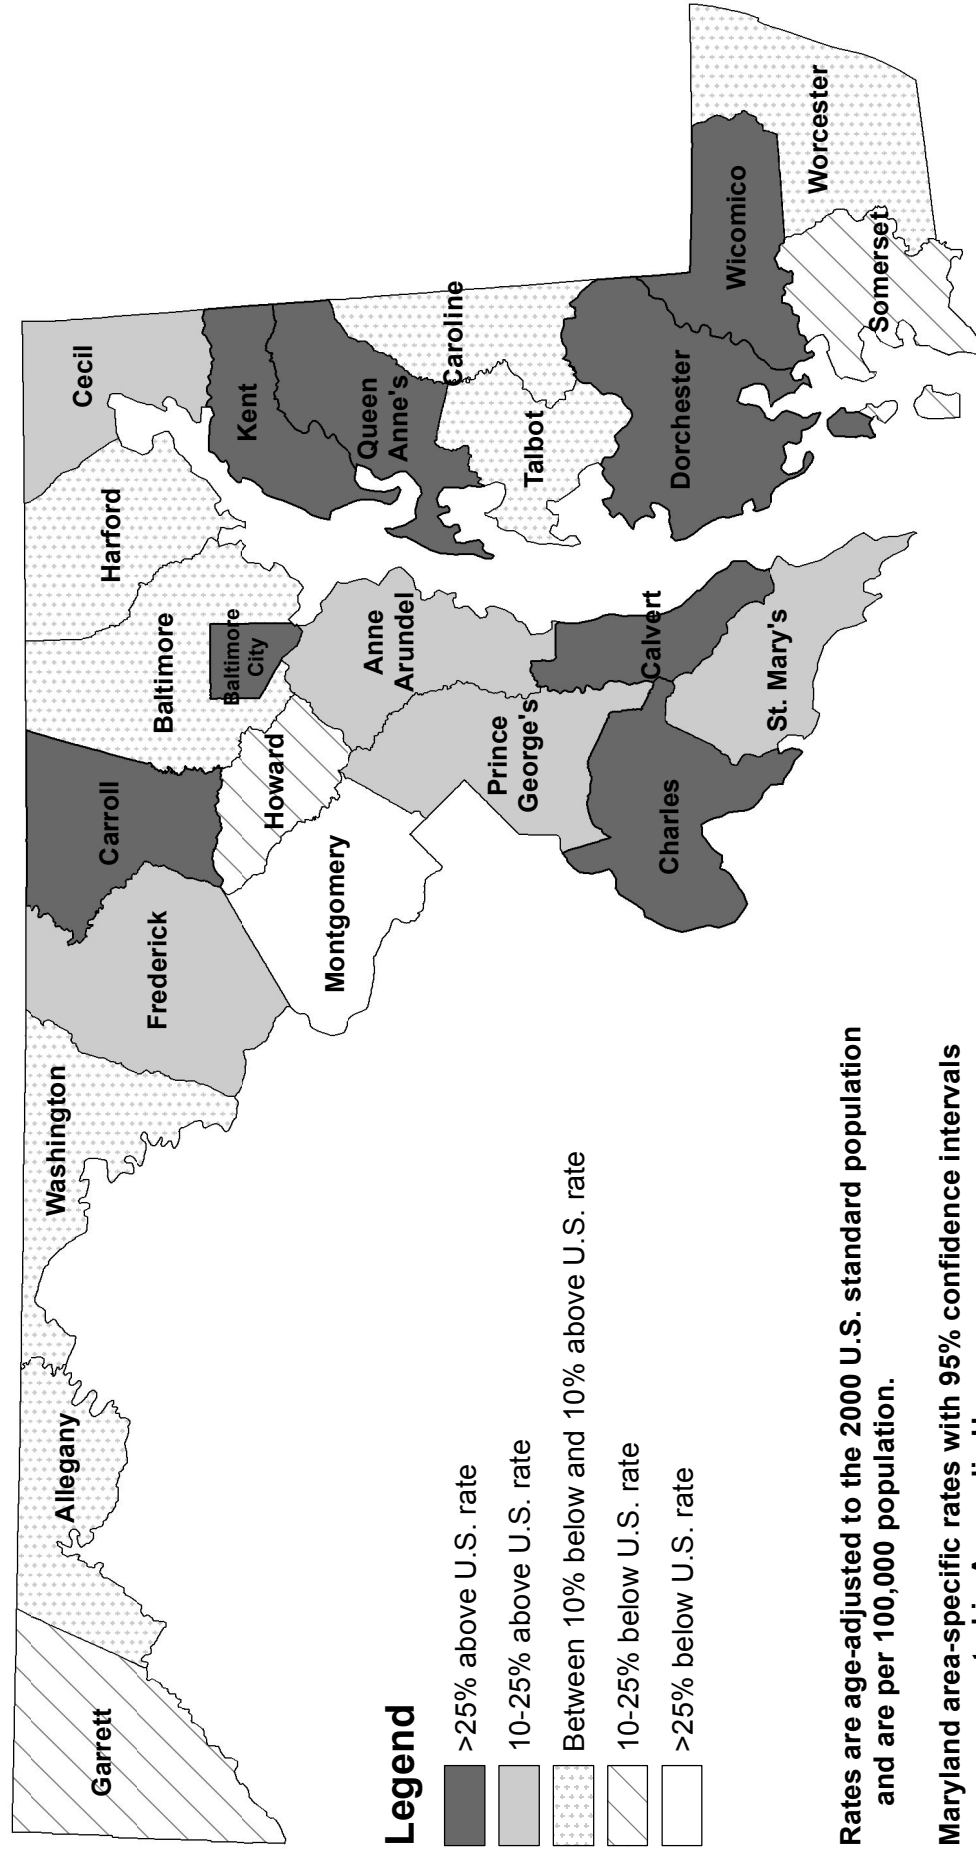 Garrett
Allegany
Washington
Frederick
Carroll
Baltimore
Baltimore
City
Harford
Cecil
Howard
Montgomery
Anne
Arundel
Prince
George's
Kent
Queen
Anne's
Caroline
Talbot
Calvert
Charles
St. Mary's
Dorchester
Wicomico
Worcester
Somerset
Legend
>25% above U.S. rate
10-25% above U.S. rate
Between 10% below and 10% above U.S. rate
10-25% below U.S. rate
>25% below U.S. rate
Rates are age-adjusted to the 2000 U.S. standard population
and are per 100,000 population.
Maryland area-specific rates with 95% confidence intervals